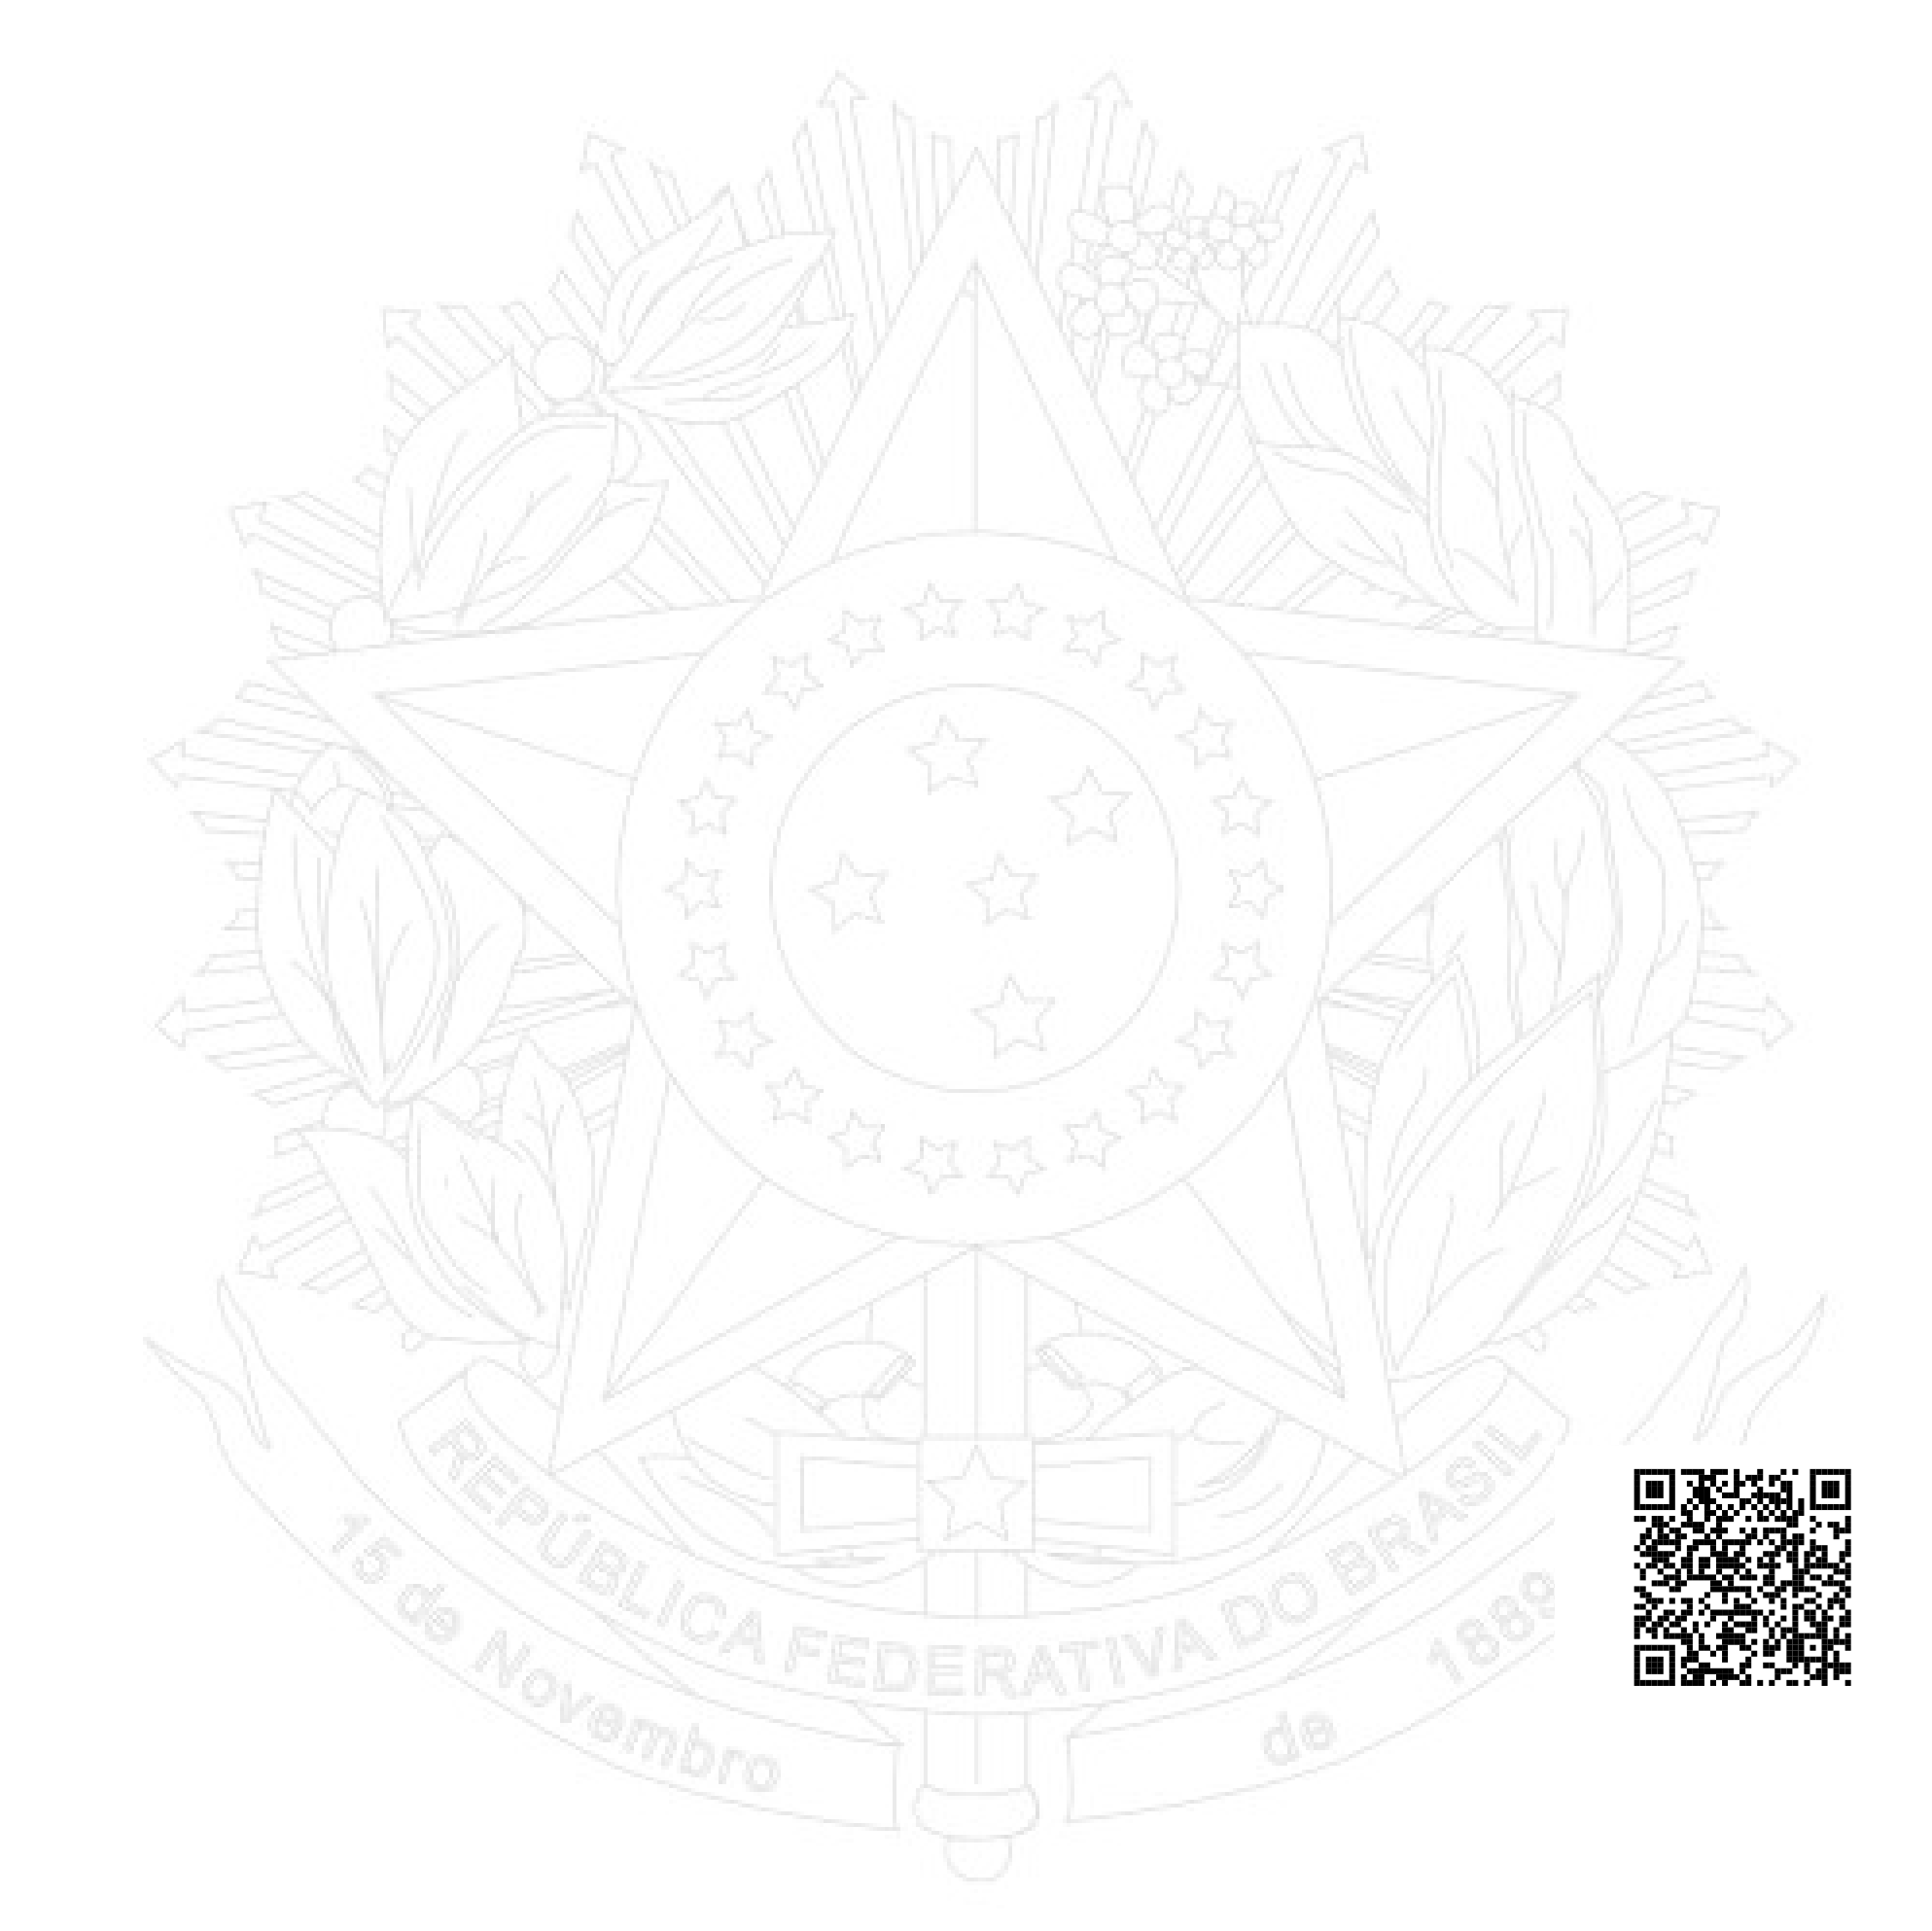 REPÚBLICA FEDERATIVA DO BRASIL
15 de Novembro de 1889